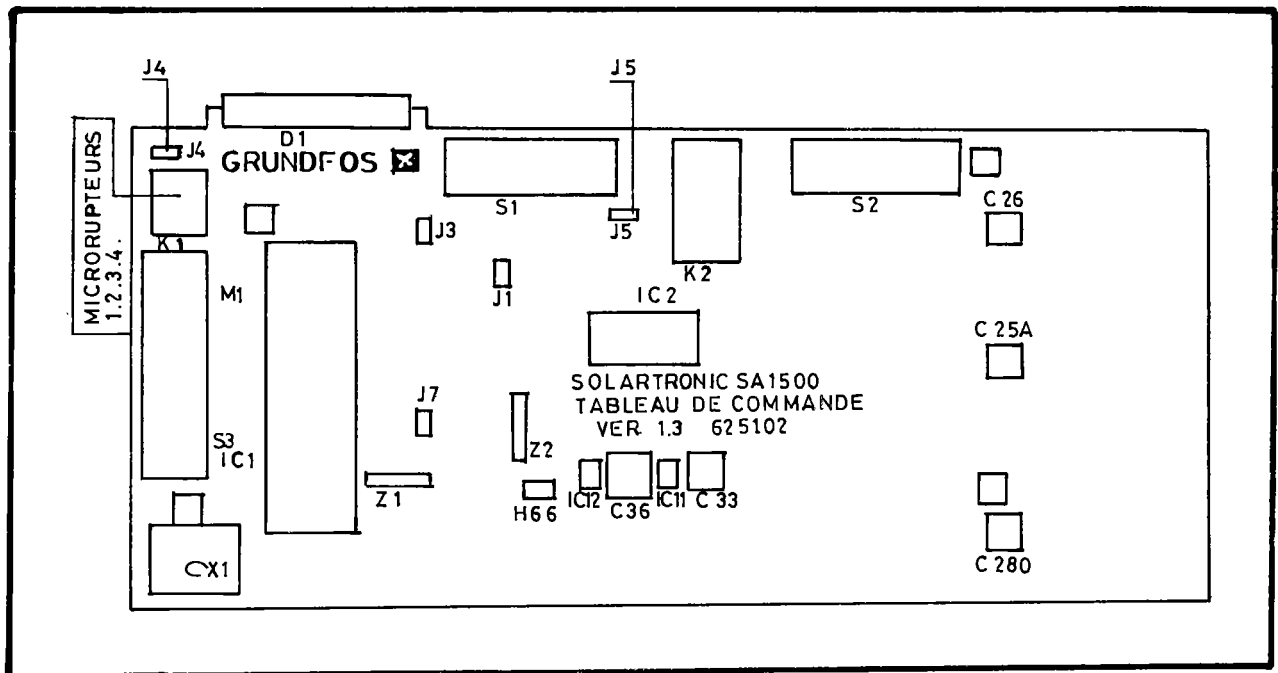 J4
J5
MICRORUPTEURS
1.2.3.4.
D1
J4
GRUNDFOS
S1
S2
C 26
J3
J5
K1
K2
J1
M1
IC2
C 25A
SOLARTRONIC SA1500
TABLEAU DE COMMANDE
VER. 1.3 625102
J7
S3
IC1
Z2
Z1
H66
IC12
C36
IC11
C 33
CX1
C 280